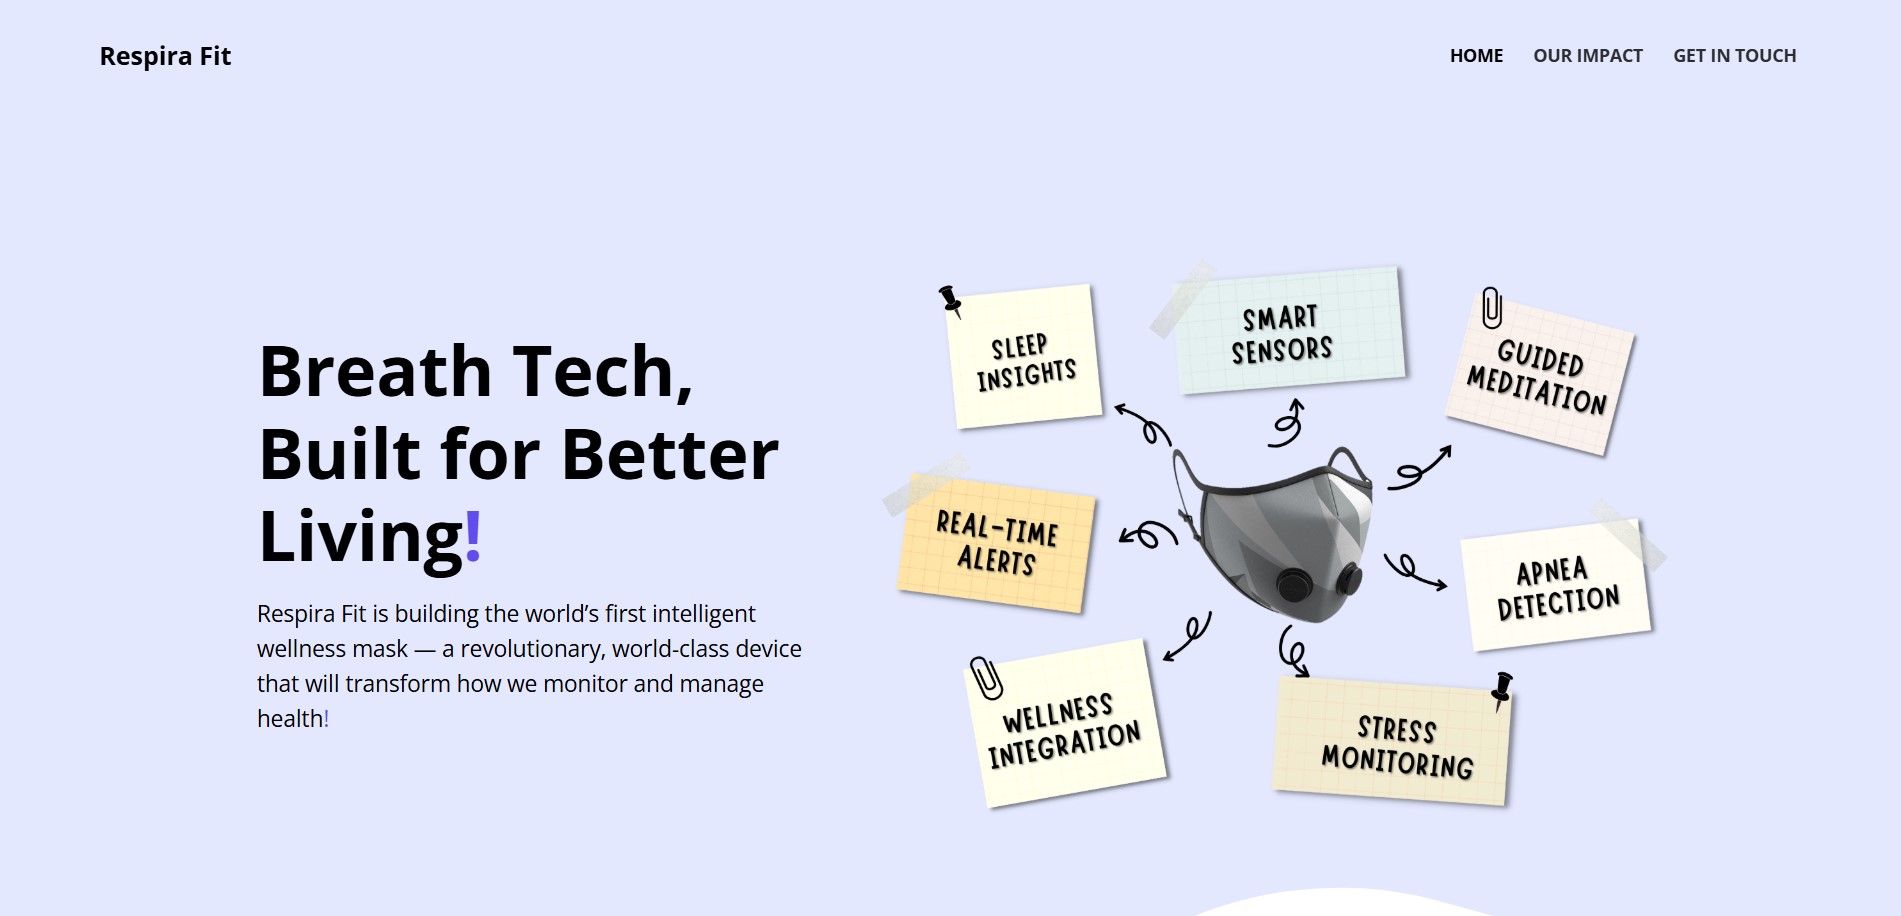 Respira Fit
HOME
OUR IMPACT
GET IN TOUCH
Breath Tech,
Built for Better
Living!
Respira Fit is building the world’s first intelligent
wellness mask — a revolutionary, world-class device
that will transform how we monitor and manage
health!
SLEEP
INSIGHTS
SMART
SENSORS
GUIDED
MEDITATION
REAL-TIME
ALERTS
APNEA
DETECTION
WELLNESS
INTEGRATION
STRESS
MONITORING